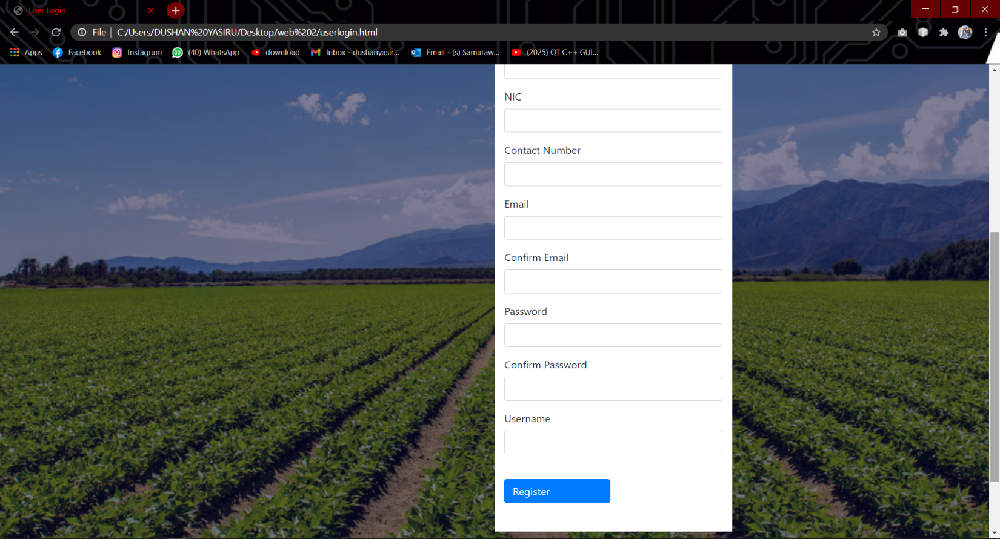 User Login
File
C:/Users/DUSHAN%20YASIRU/Desktop/web%202/userlogin.html
Apps
Facebook
30
Instagram
(40) WhatsApp
download
Inbox - dushanyasir...
Email - (s) Samaraw...
(2025) QT C++ GUI...
NIC
Contact Number
Email
Confirm Email
Password
Confirm Password
Username
Register